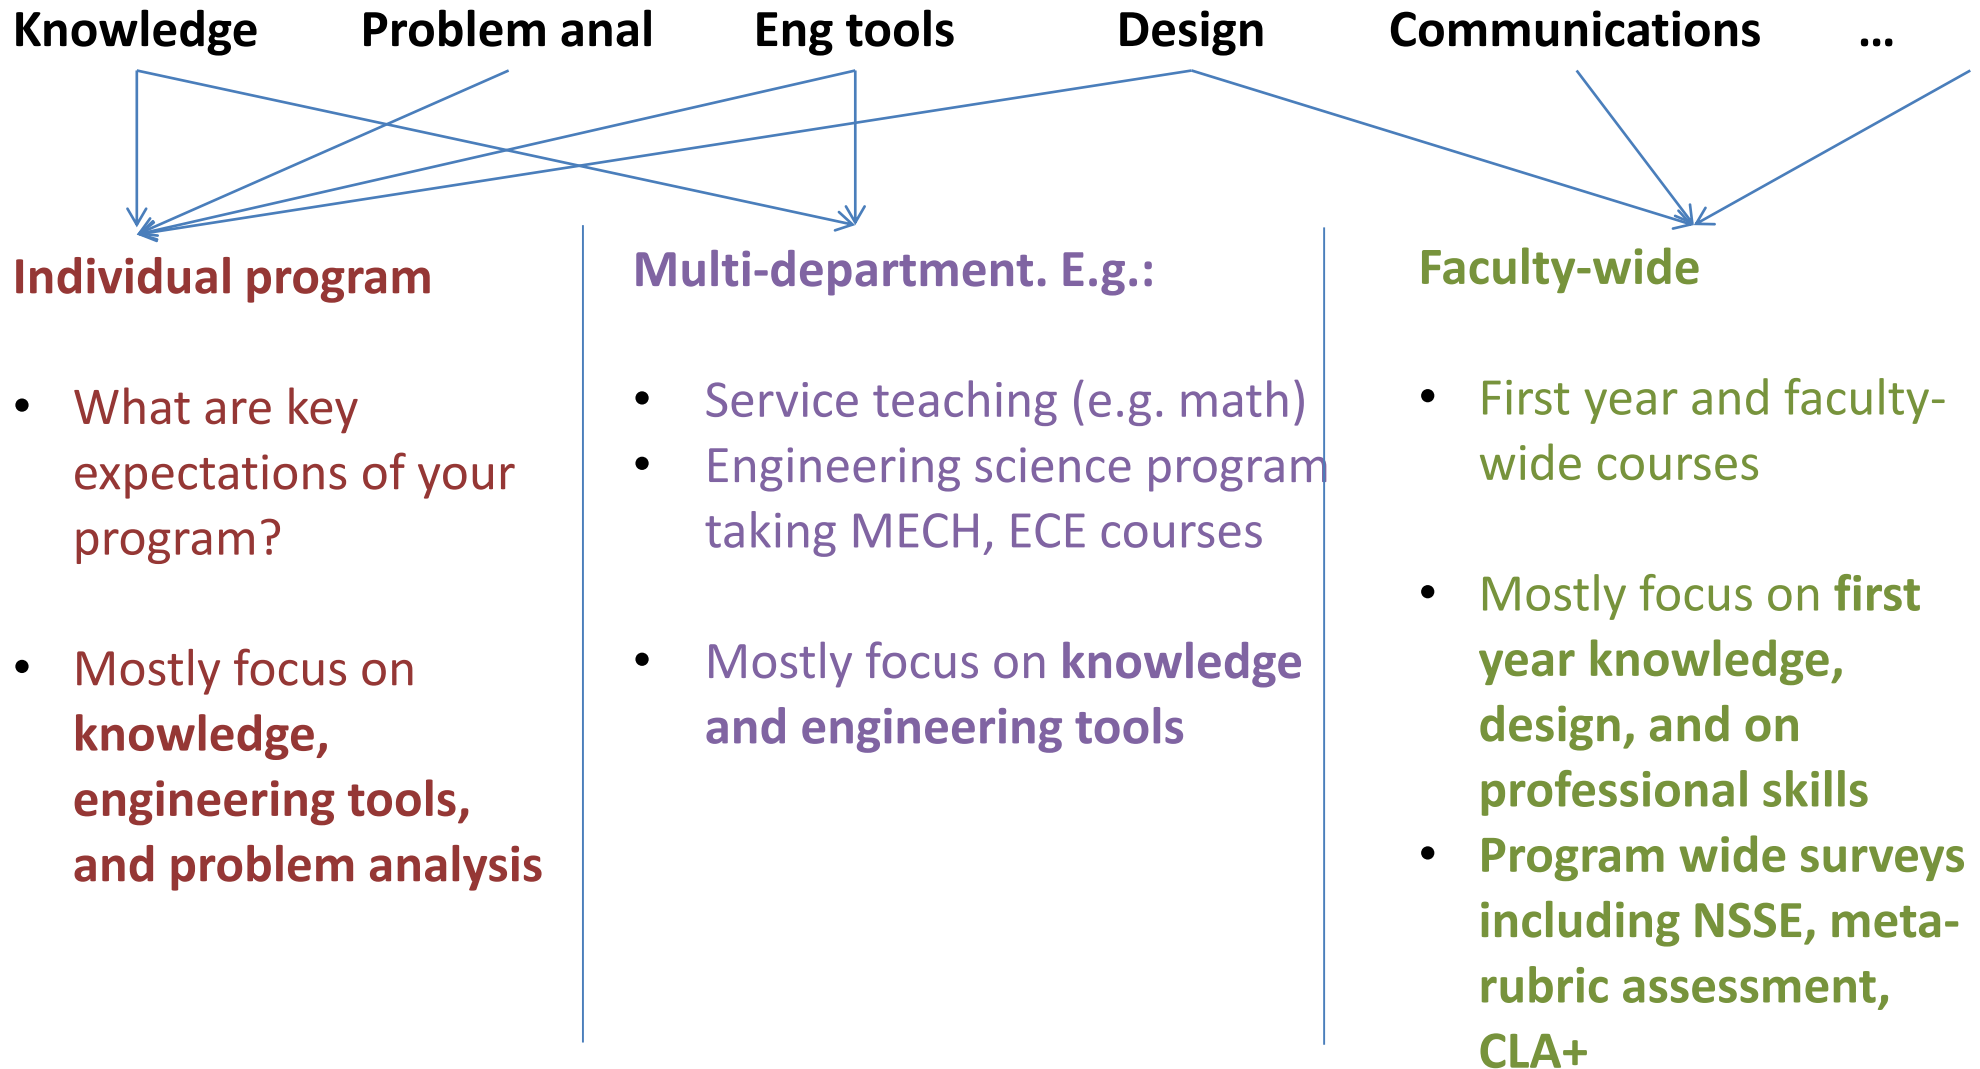 Knowledge Problem anal Eng tools Design Communications …
Individual program
• What are key
expectations of your
program?
• Mostly focus on
knowledge,
engineering tools,
and problem analysis
Multi-department. E.g.:
• Service teaching (e.g. math)
• Engineering science program
taking MECH, ECE courses
• Mostly focus on knowledge
and engineering tools
Faculty-wide
• First year and faculty-
wide courses
• Mostly focus on first
year knowledge,
design, and on
professional skills
• Program wide surveys
including NSSE, meta-
rubric assessment,
CLA+